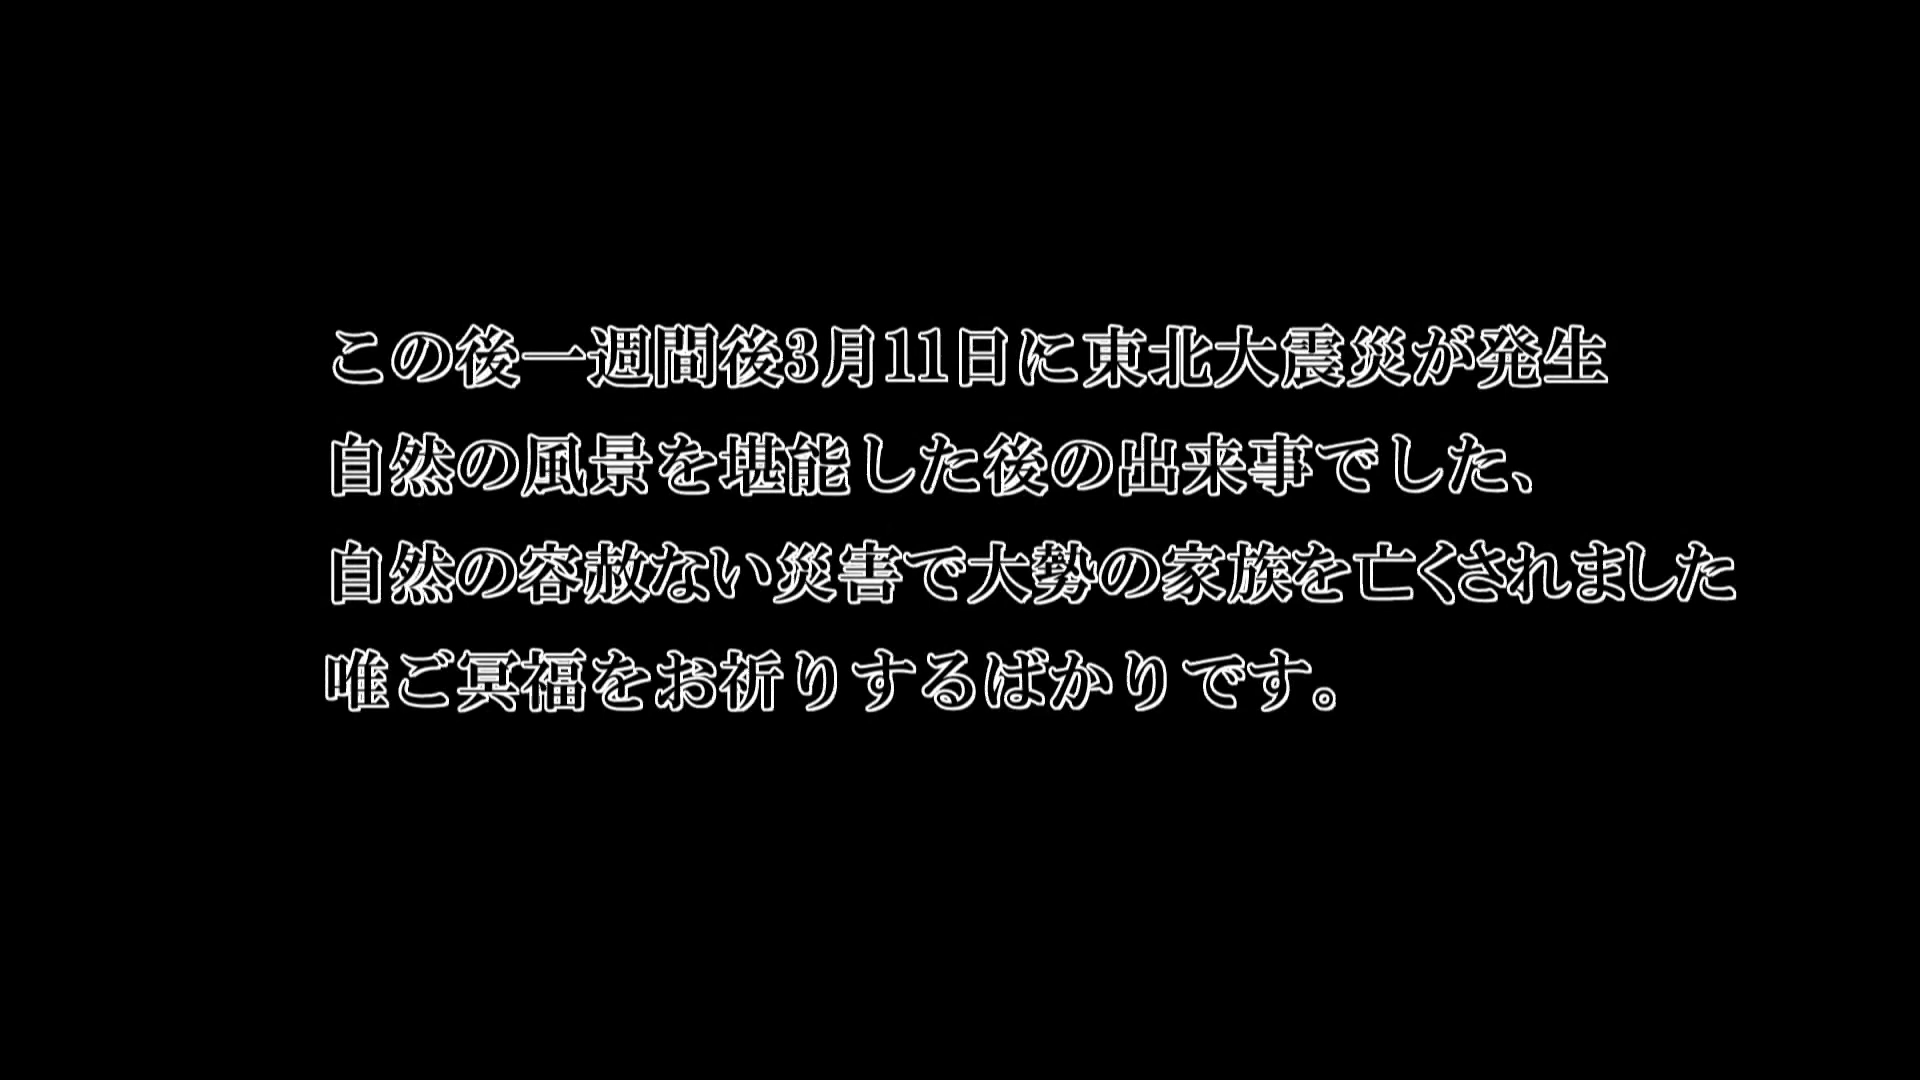 この後一週間後3月11日に東北大震災が発生
自然の風景を堪能した後の出来事でした、
自然の容赦ない災害で大勢の家族を亡くされました
唯ご冥福をお祈りするばかりです。